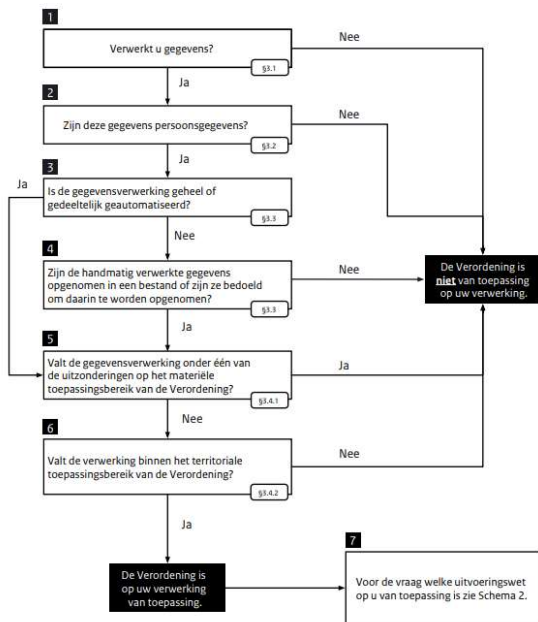 1
Verwerkt u gegevens?
§3.1
Nee
Ja
2
Zijn deze gegevens persoonsgegevens?
§3.2
Nee
Ja
3
Is de gegevensverwerking geheel of
gedeeltelijk geautomatiseerd?
§3.3
Ja
Nee
4
Zijn de handmatig verwerkte gegevens
opgenomen in een bestand of zijn ze bedoeld
om daarin te worden opgenomen?
§3.3
Nee
De Verordening is
niet van toepassing
op uw verwerking.
Ja
5
Valt de gegevensverwerking onder één van
de uitzonderingen op het materiële
toepassingsbereik van de Verordening?
§3.4.1
Ja
Nee
6
Valt de verwerking binnen het territoriale
toepassingsbereik van de Verordening?
§3.4.2
Nee
Ja
De Verordening is
op uw verwerking
van toepassing.
7
Voor de vraag welke uitvoeringswet
op u van toepassing is zie Schema 2.